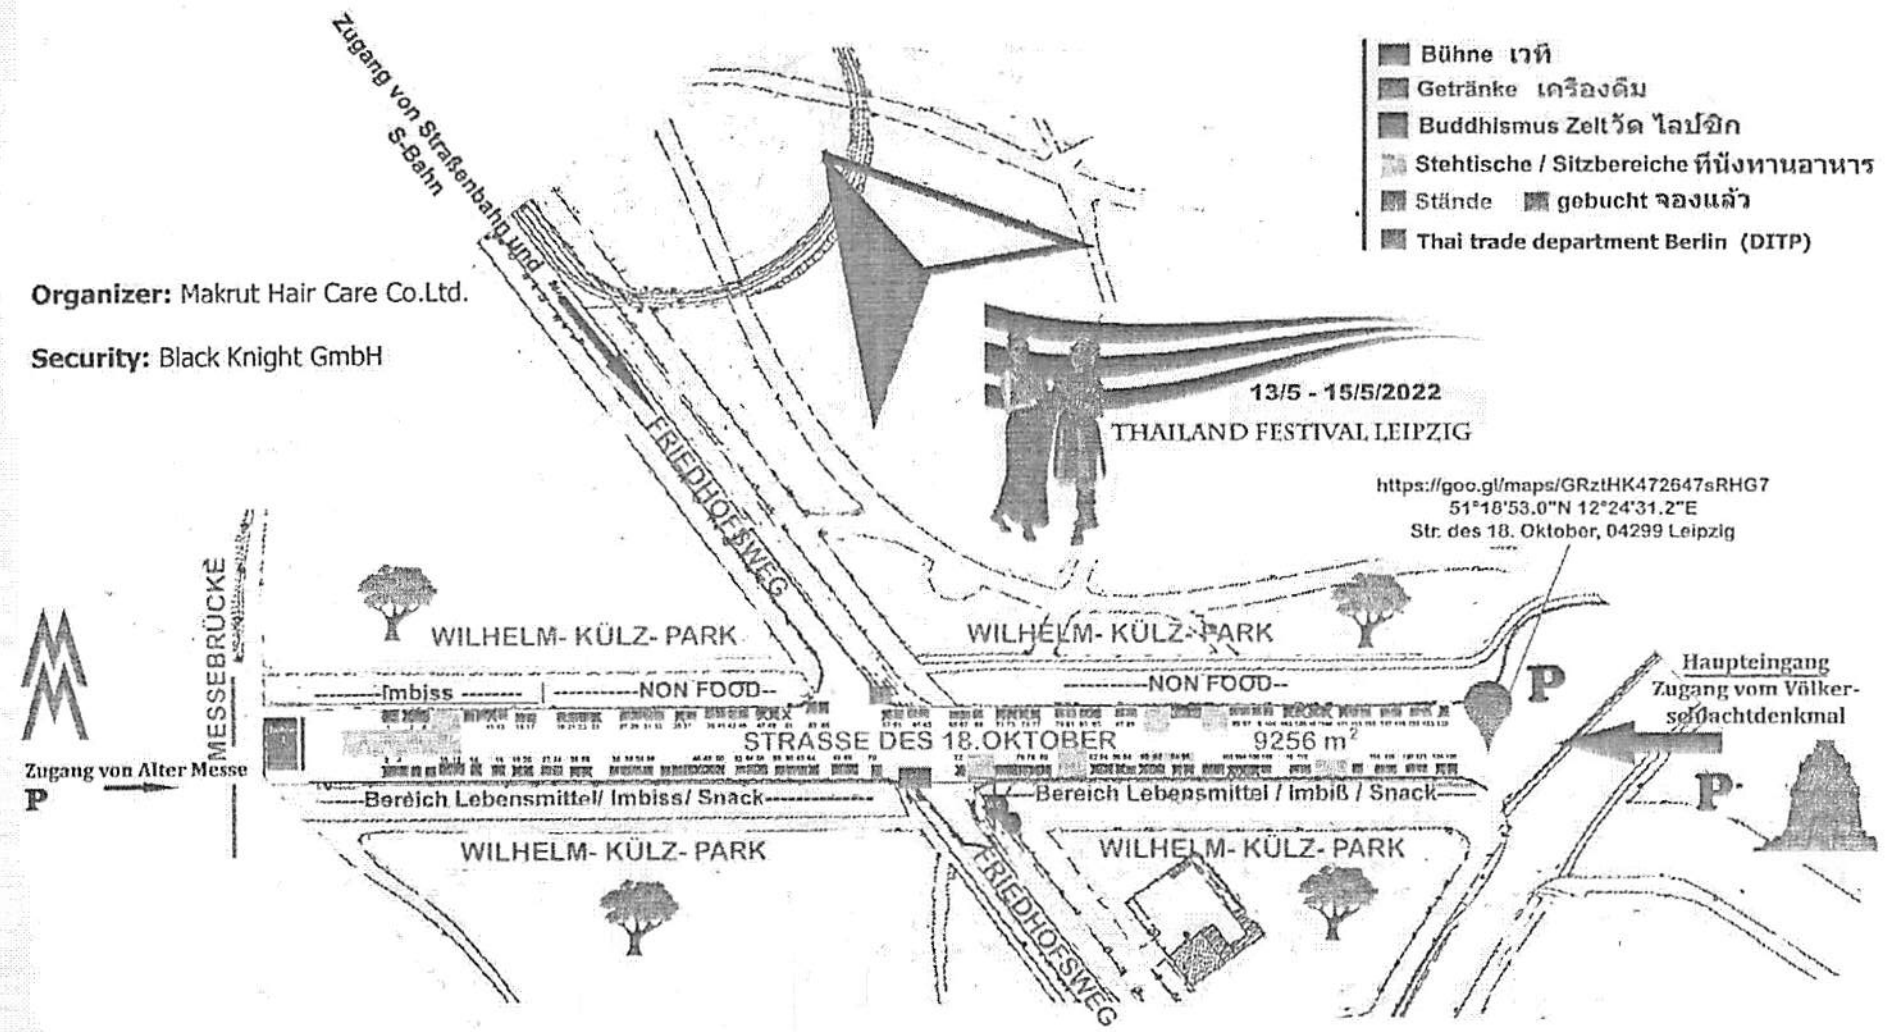 Zugang von Straßenbahn und
S-Bahn
Bühne เวที
Getränke เครื่องดื่ม
Buddhismus Zelt วัด ไลป์ซิก
Stehtische / Sitzbereiche ที่นั่งทานอาหาร
Stände gebucht จองแล้ว
Thai trade department Berlin (DITP)
Organizer: Makrut Hair Care Co.Ltd.
Security: Black Knight GmbH
13/5 - 15/5/2022
THAILAND FESTIVAL LEIPZIG
https://goo.gl/maps/GRztHK472647sRHG7
51°18'53.0"N 12°24'31.2"E
Str. des 18. Oktober, 04299 Leipzig
FRIEDHOFSWEG
MESSEBRÜCKE
WILHELM- KÜLZ- PARK
WILHELM- KÜLZ- PARK
Haupteingang
Zugang vom Völker-
schlachtdenkmal
P
Imbiss
NON FOOD
NON FOOD
STRASSE DES 18.OKTOBER
9256 m²
Zugang von Alter Messe
P
P
Bereich Lebensmittel/ Imbiss/ Snack
Bereich Lebensmittel / Imbiß / Snack
WILHELM- KÜLZ- PARK
WILHELM- KÜLZ- PARK
FRIEDHOFSWEG